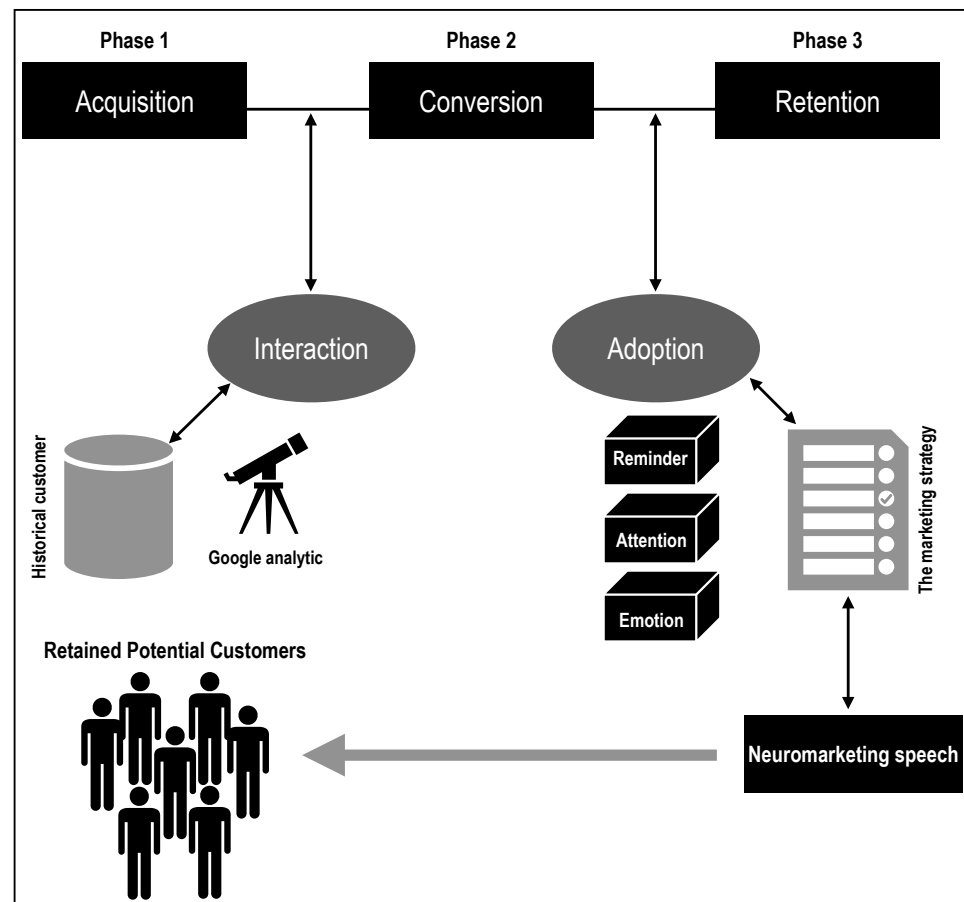 Phase 1
Phase 2
Phase 3
Acquisition
Conversion
Retention
Interaction
Adoption
Historical customer
Google analytic
Reminder
Attention
Emotion
The marketing strategy
Retained Potential Customers
Neuromarketing speech